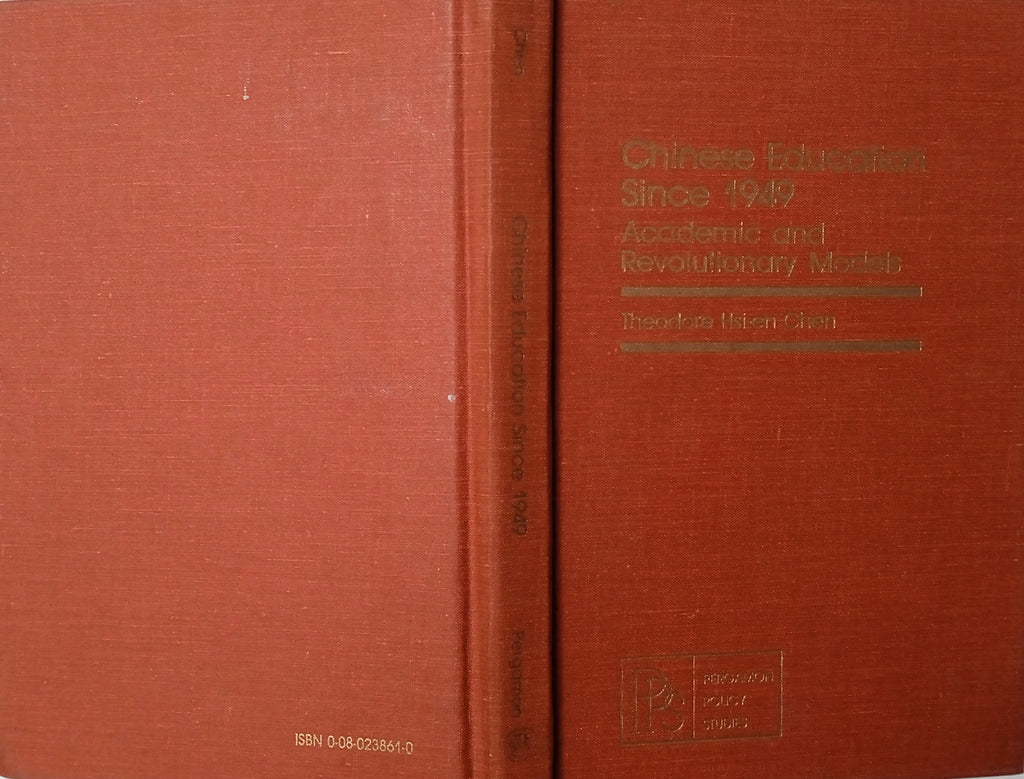 Chinese Education
Since 1949
Academic and
Revolutionary Models
Theodore Hsi-en Chen
PPS
PERGAMON
POLICY
STUDIES
Chen
Chinese Education Since 1949
Pergamon
ISBN 0-08-023861-0